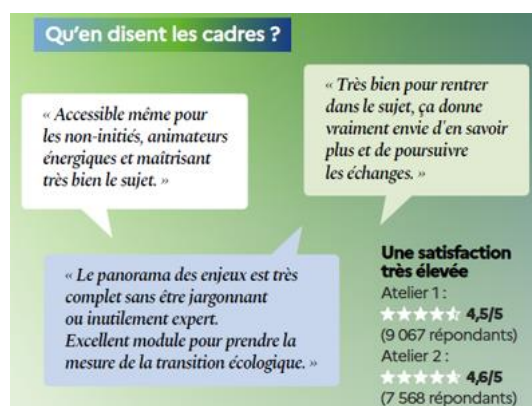 Qu'en disent les cadres ?
« Accessible même pour
les non-initiés, animateurs
énergiques et maîtrisant
très bien le sujet. »
« Très bien pour rentrer
dans le sujet, ça donne
vraiment envie d'en savoir
plus et de poursuivre
les échanges. »
« Le panorama des enjeux est très
complet sans être jargonnant
ou inutilement expert.
Excellent module pour prendre la
mesure de la transition écologique. »
Une satisfaction
très élevée
Atelier 1 :
4,5/5
(9 067 répondants)
Atelier 2 :
4,6/5
(7 568 répondants)